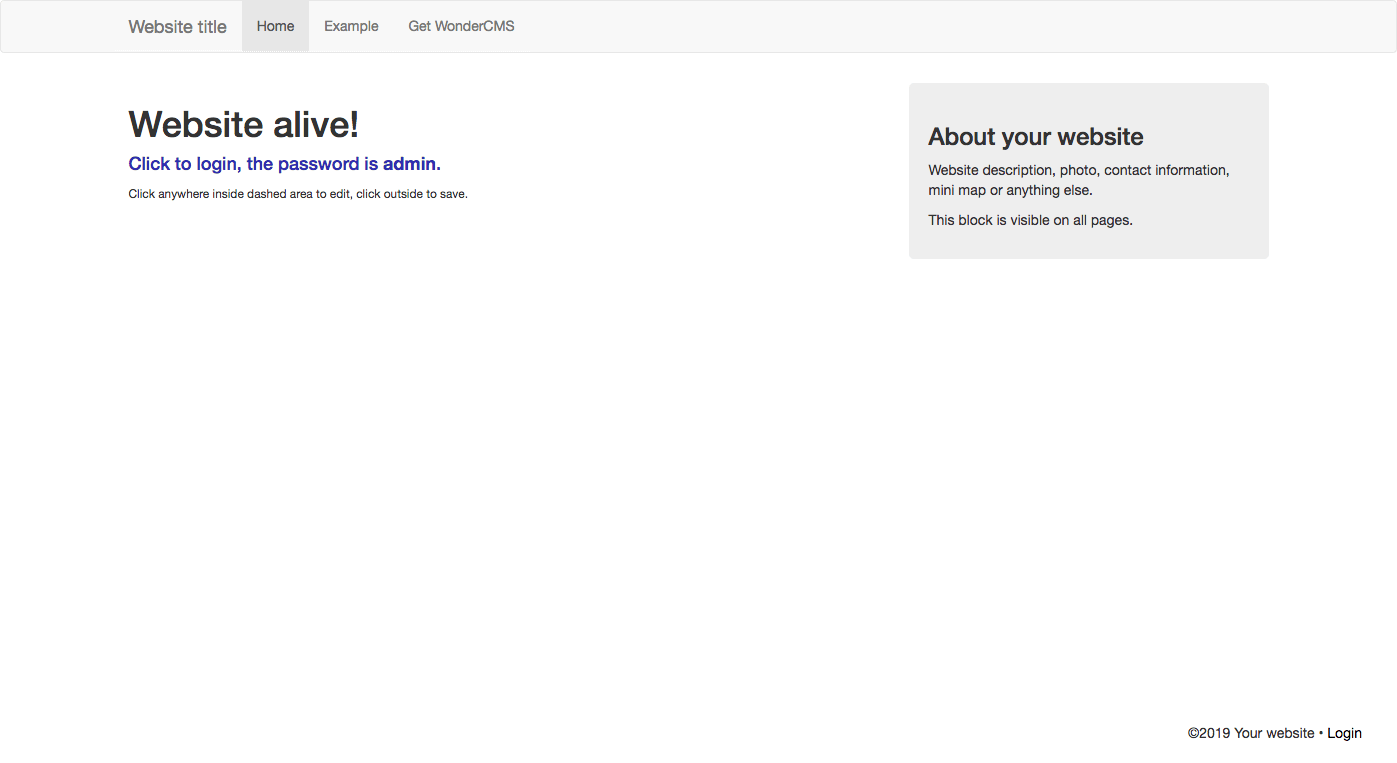 Website title Home Example Get WonderCMS
Website alive!
Click to login, the password is admin.
Click anywhere inside dashed area to edit, click outside to save.
About your website
Website description, photo, contact information,
mini map or anything else.
This block is visible on all pages.
©2019 Your website • Login